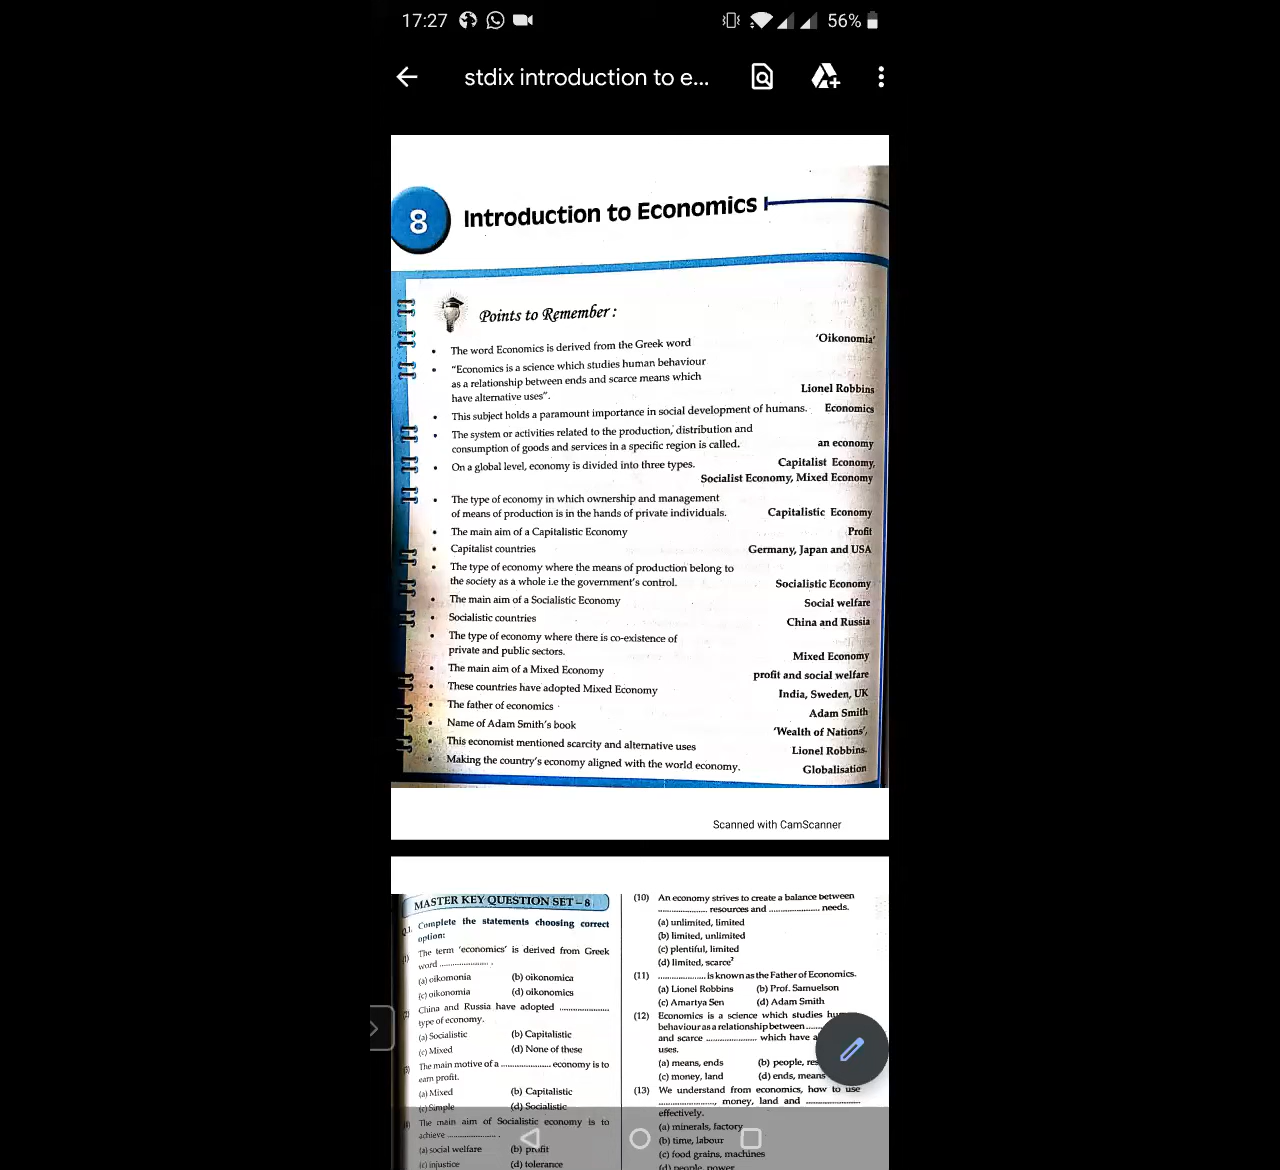 17:27
56%
stdix introduction to e...
8
Introduction to Economics
Points to Remember :
• The word Economics is derived from the Greek word 'Oikonomia'
• "Economics is a science which studies human behaviour
as a relationship between ends and scarce means which
have alternative uses". Lionel Robbins
• This subject holds a paramount importance in social development of humans. Economics
• The system or activities related to the production, distribution and
consumption of goods and services in a specific region is called. an economy
• On a global level, economy is divided into three types. Capitalist Economy,
Socialist Economy, Mixed Economy
• The type of economy in which ownership and management
of means of production is in the hands of private individuals. Capitalistic Economy
• The main aim of a Capitalistic Economy Profit
• Capitalist countries Germany, Japan and USA
• The type of economy where the means of production belong to
the society as a whole i.e the government's control. Socialistic Economy
• The main aim of a Socialistic Economy Social welfare
• Socialistic countries China and Russia
• The type of economy where there is co-existence of
private and public sectors. Mixed Economy
• The main aim of a Mixed Economy profit and social welfare
• These countries have adopted Mixed Economy India, Sweden, UK
• The father of economics Adam Smith
• Name of Adam Smith's book 'Wealth of Nations',
• This economist mentioned scarcity and alternative uses Lionel Robbins.
• Making the country's economy aligned with the world economy. Globalisation
Scanned with CamScanner
MASTER KEY QUESTION SET – 8
Q.1. Complete the statements choosing correct
option:
(1) The term 'economics' is derived from Greek
word .................... .
(a) oikomonia (b) oikonomica
(c) oikonomia (d) oikonomics
(2) China and Russia have adopted ....................
type of economy.
(a) Socialistic (b) Capitalistic
(c) Mixed (d) None of these
(3) The main motive of a .................... economy is to
earn profit.
(a) Mixed (b) Capitalistic
(c) Simple (d) Socialistic
The main aim of Socialistic economy is to
achieve .................... .
(a) social welfare (b) profit
(c) injustice (d) tolerance
(10) An economy strives to create a balance between
.................... resources and .................... needs.
(a) unlimited, limited
(b) limited, unlimited
(c) plentiful, limited
(d) limited, scarce
(11) .................... is known as the Father of Economics.
(a) Lionel Robbins (b) Prof. Samuelson
(c) Amartya Sen (d) Adam Smith
(12) Economics is a science which studies
behaviour as a relationship between ........
and scarce .................... which have
uses.
(a) means, ends (b) people,
(c) money, land (d) ends, means
(13) We understand from economics, how to use
...................., money, land and ....................
effectively.
(a) minerals, factory
(b) time, labour
(c) food grains, machines
(d) people, power